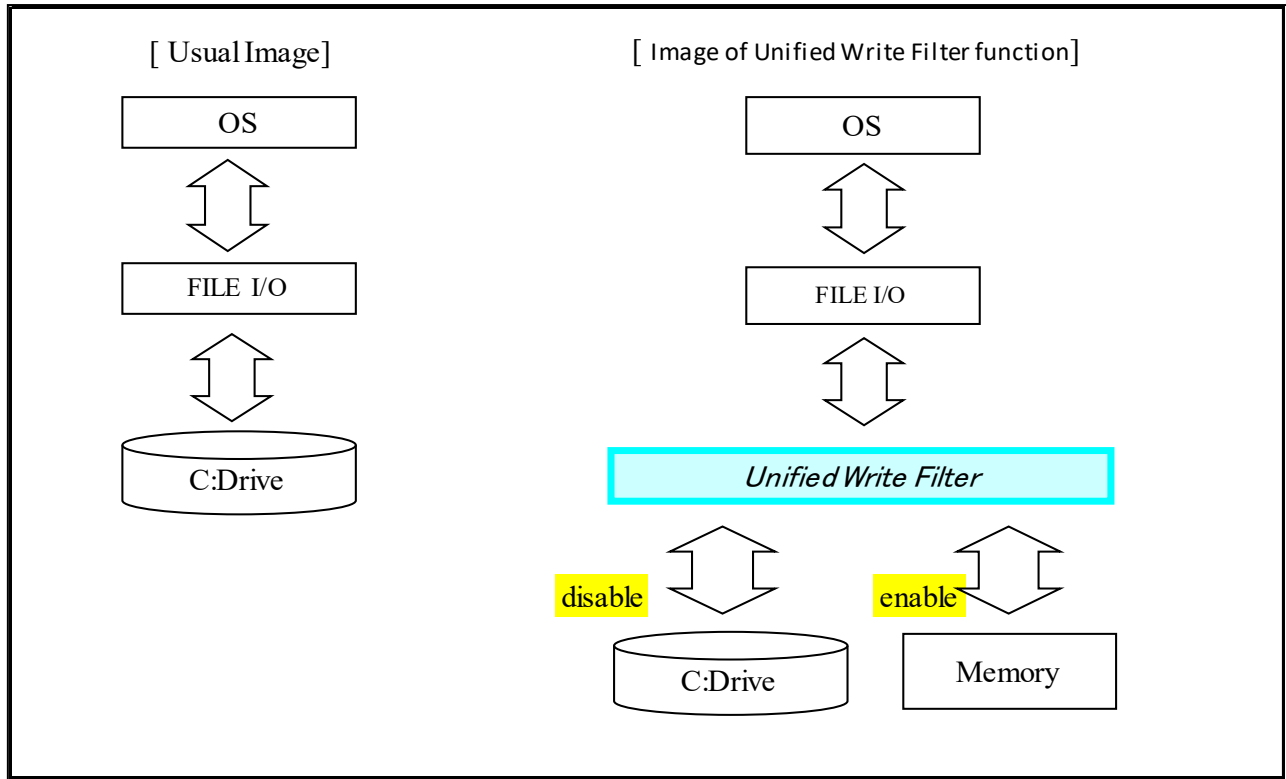 [ Usual Image]
OS
FILE I/O
C:Drive
[ Image of Unified Write Filter function]
OS
FILE I/O
Unified Write Filter
disable
enable
C:Drive
Memory